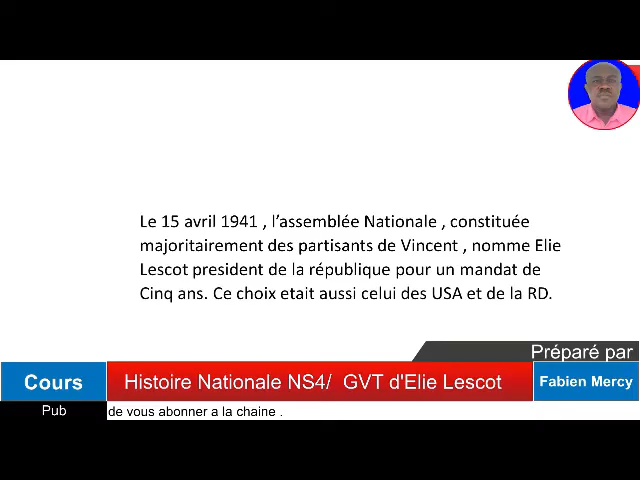 Le 15 avril 1941 , l’assemblée Nationale , constituée
majoritairement des partisants de Vincent , nomme Elie
Lescot president de la république pour un mandat de
Cinq ans. Ce choix etait aussi celui des USA et de la RD.
Préparé par
Cours
Histoire Nationale NS4/ GVT d'Elie Lescot
Fabien Mercy
Pub
de vous abonner a la chaine .